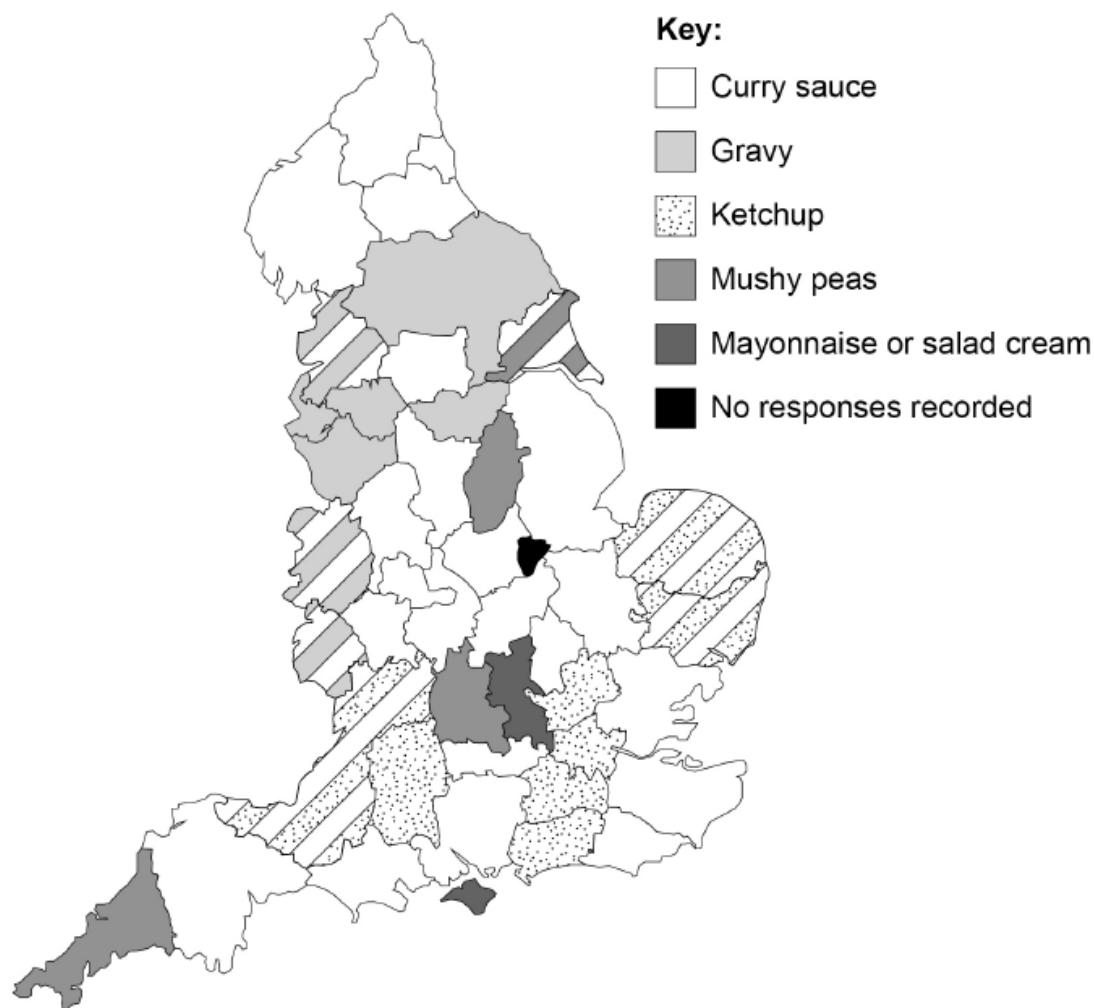 Key:
Curry sauce
Gravy
Ketchup
Mushy peas
Mayonnaise or salad cream
No responses recorded